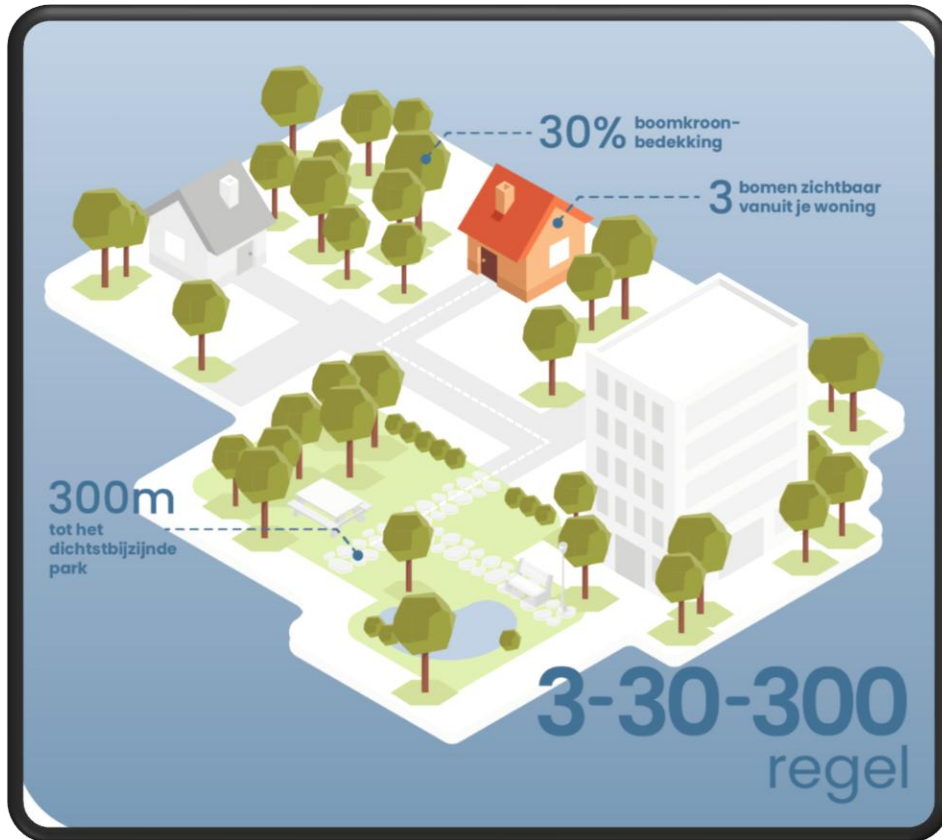 30% boomkroon-
bedekking
3 bomen zichtbaar
vanuit je woning
300m
tot het
dichtstbijzijnde
park
3-30-300
regel